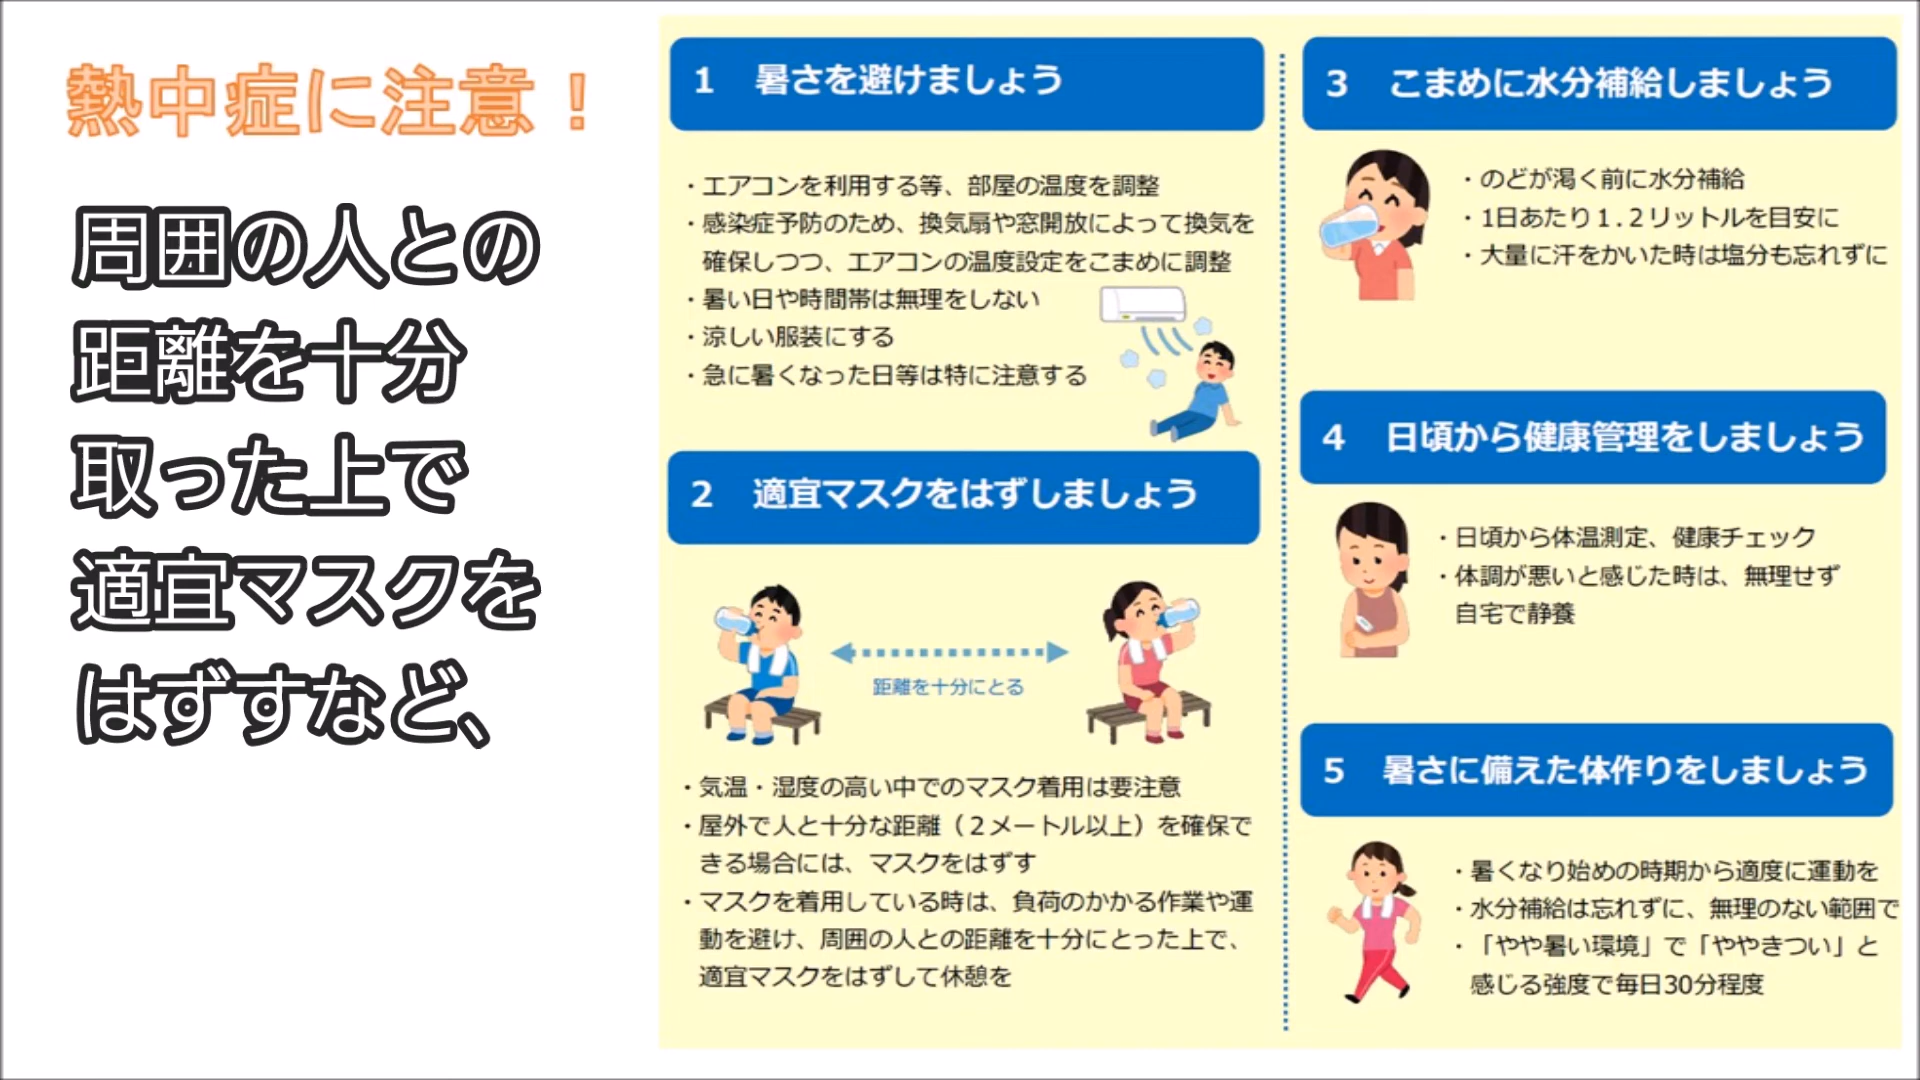 熱中症に注意！
周囲の人との
距離を十分
取った上で
適宜マスクを
はずすなど、
1 暑さを避けましょう
・エアコンを利用する等、部屋の温度を調整
・感染症予防のため、換気扇や窓開放によって換気を
確保しつつ、エアコンの温度設定をこまめに調整
・暑い日や時間帯は無理をしない
・涼しい服装にする
・急に暑くなった日等は特に注意する
2 適宜マスクをはずしましょう
距離を十分にとる
・気温・湿度の高い中でのマスク着用は要注意
・屋外で人と十分な距離（２メートル以上）を確保で
きる場合には、マスクをはずす
・マスクを着用している時は、負荷のかかる作業や運
動を避け、周囲の人との距離を十分にとった上で、
適宜マスクをはずして休憩を
3 こまめに水分補給しましょう
・のどが渇く前に水分補給
・1日あたり１.２リットルを目安に
・大量に汗をかいた時は塩分も忘れずに
4 日頃から健康管理をしましょう
・日頃から体温測定、健康チェック
・体調が悪いと感じた時は、無理せず
自宅で静養
5 暑さに備えた体作りをしましょう
・暑くなり始めの時期から適度に運動を
・水分補給は忘れずに、無理のない範囲で
・「やや暑い環境」で「ややきつい」と
感じる強度で毎日30分程度